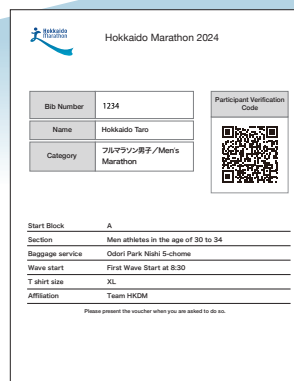 Hokkaido
Marathon
Hokkaido Marathon 2024
Bib Number 1234
Name Hokkaido Taro
Category フルマラソン男子／Men's
Marathon
Participant Verification
Code
Start Block A
Section Men athletes in the age of 30 to 34
Baggage service Odori Park Nishi 5-chome
Wave start First Wave Start at 8:30
T shirt size XL
Affiliation Team HKDM
Please present the voucher when you are asked to do so.